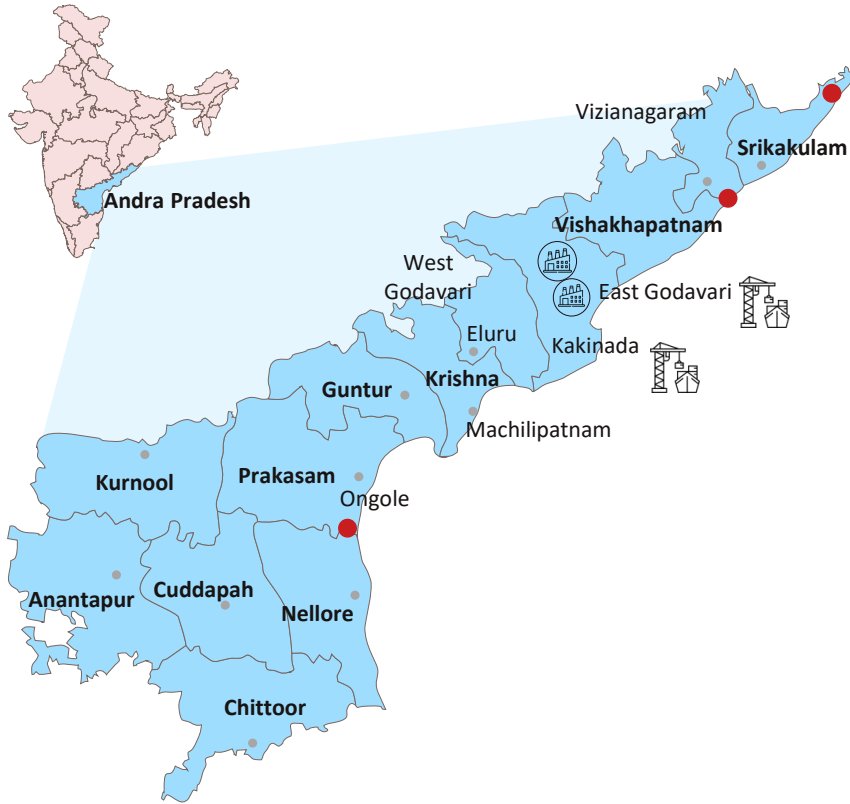 Vizianagaram
Srikakulam
Andra Pradesh
Vishakhapatnam
West
Godavari
East Godavari
Eluru
Kakinada
Krishna
Guntur
Machilipatnam
Kurnool
Prakasam
Ongole
Anantapur
Cuddapah
Nellore
Chittoor